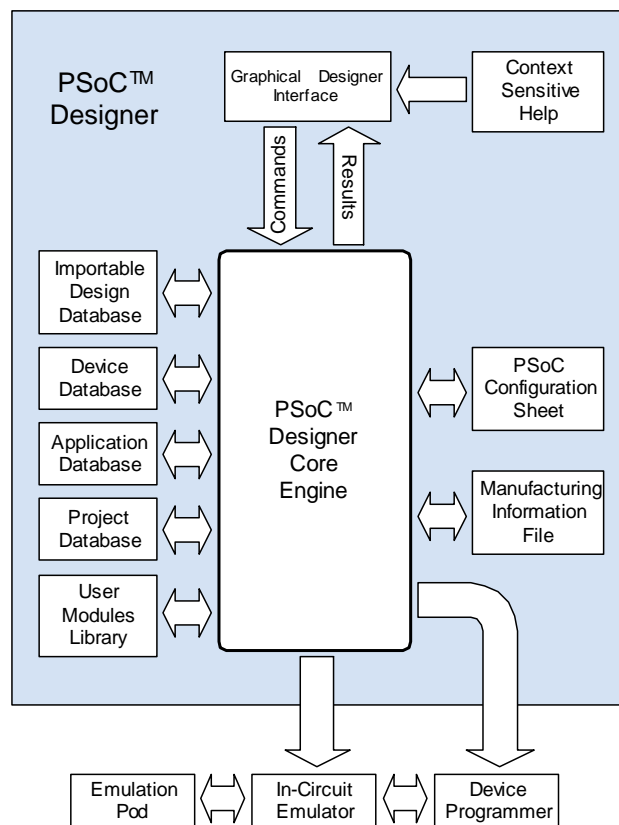 PSoC™
Designer
Graphical Designer
Interface
Context
Sensitive
Help
Commands
Results
Importable
Design
Database
Device
Database
Application
Database
Project
Database
User
Modules
Library
PSoC™
Designer
Core
Engine
PSoC
Configuration
Sheet
Manufacturing
Information
File
Emulation
Pod
In-Circuit
Emulator
Device
Programmer